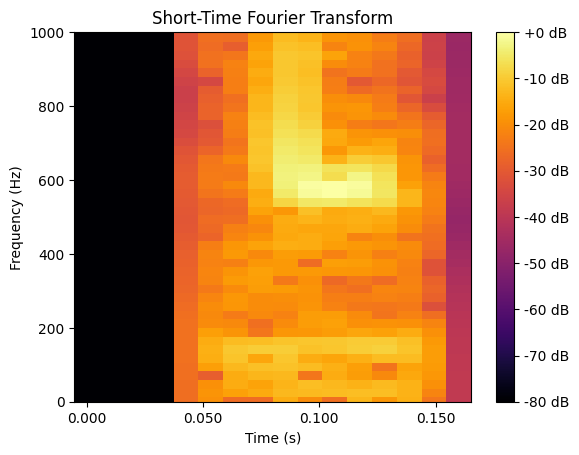 Short-Time Fourier Transform
1000
800
600
400
200
0
Frequency (Hz)
0.000
0.050
0.100
0.150
Time (s)
+0 dB
-10 dB
-20 dB
-30 dB
-40 dB
-50 dB
-60 dB
-70 dB
-80 dB